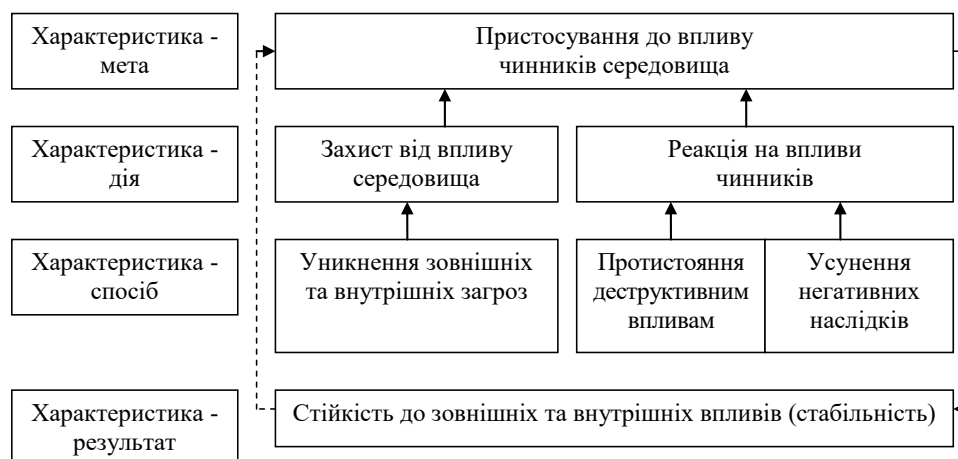 Характеристика -
мета
Пристосування до впливу
чинників середовища
Характеристика -
дія
Захист від впливу
середовища
Реакція на впливи
чинників
Характеристика -
спосіб
Уникнення зовнішніх
та внутрішніх загроз
Протистояння
деструктивним
впливам
Усунення
негативних
наслідків
Характеристика -
результат
Стійкість до зовнішніх та внутрішніх впливів (стабільність)